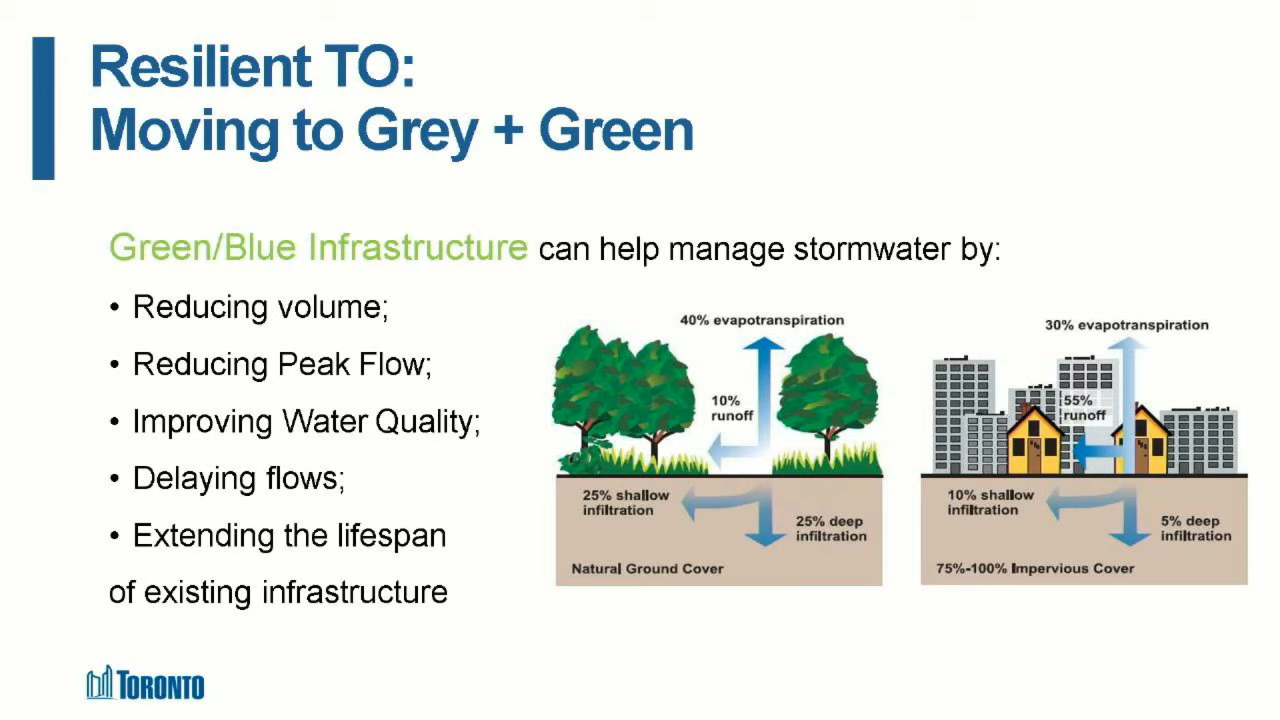 Resilient TO:
Moving to Grey + Green
Green/Blue Infrastructure can help manage stormwater by:
• Reducing volume;
• Reducing Peak Flow;
• Improving Water Quality;
• Delaying flows;
• Extending the lifespan
of existing infrastructure
40% evapotranspiration
10%
runoff
25% shallow
infiltration
25% deep
infiltration
Natural Ground Cover
30% evapotranspiration
55%
runoff
10% shallow
infiltration
5% deep
infiltration
75%-100% Impervious Cover
TORONTO